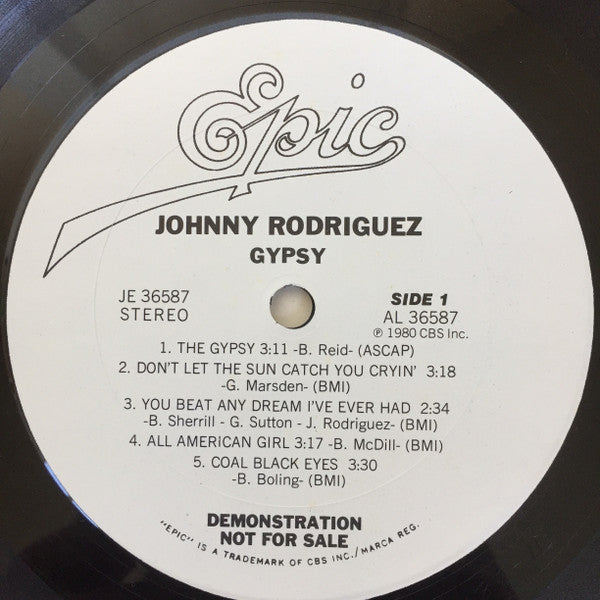 Epic
JOHNNY RODRIGUEZ
GYPSY
JE 36587
STEREO
SIDE 1
AL 36587
℗ 1980 CBS Inc.
1. THE GYPSY 3:11 -B. Reid- (ASCAP)
2. DON'T LET THE SUN CATCH YOU CRYIN' 3:18
-G. Marsden- (BMI)
3. YOU BEAT ANY DREAM I'VE EVER HAD 2:34
-B. Sherrill - G. Sutton - J. Rodriguez- (BMI)
4. ALL AMERICAN GIRL 3:17 -B. McDill- (BMI)
5. COAL BLACK EYES 3:30
-B. Boling- (BMI)
DEMONSTRATION
NOT FOR SALE
"EPIC" IS A TRADEMARK OF CBS INC./MARCA REG.